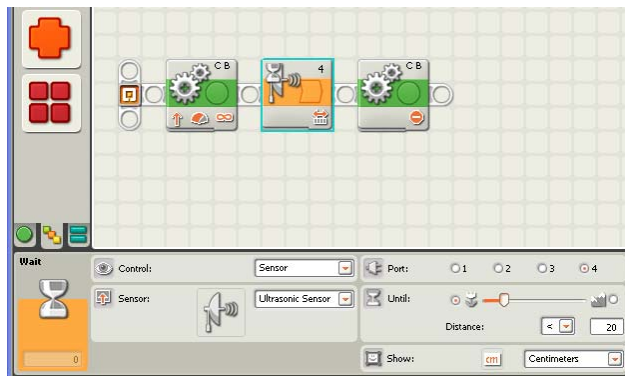 C B
4
C B
Wait
0
Control:
Sensor
Sensor:
Ultrasonic Sensor
Port:
1
2
3
4
Until:
Distance:
<
20
Show:
cm
Centimeters